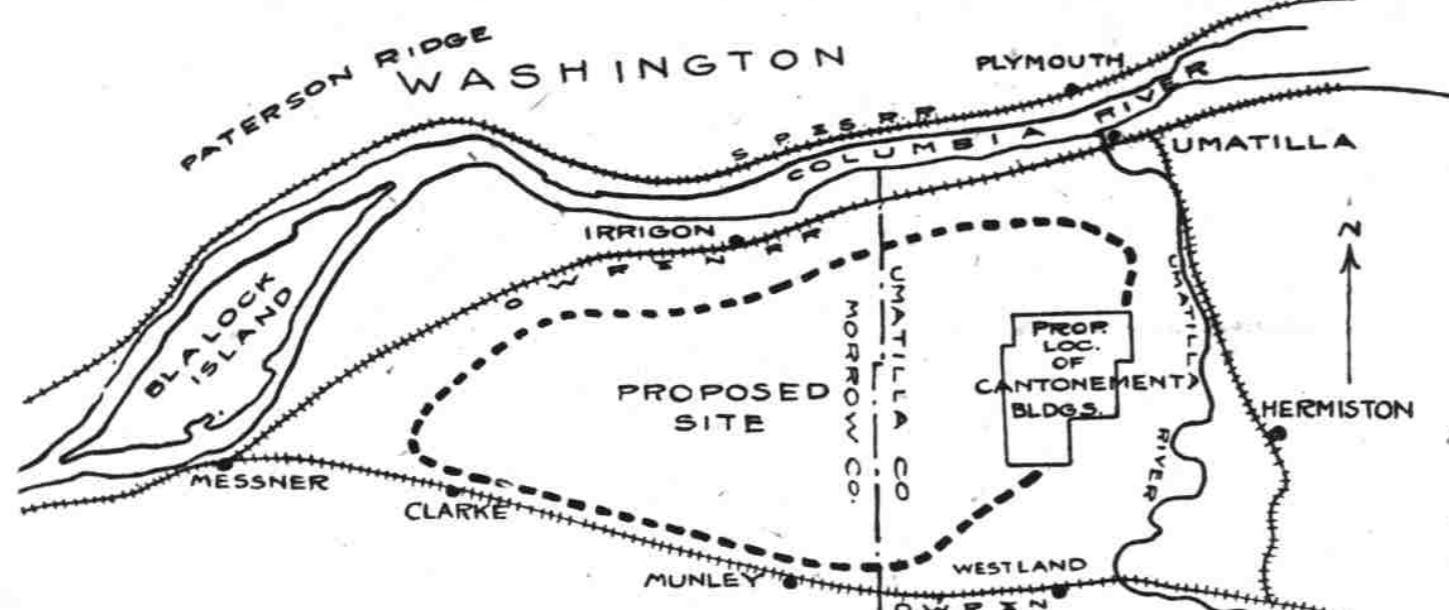 PATERSON RIDGE
WASHINGTON
PLYMOUTH
S P & S R.R
COLUMBIA RIVER
UMATILLA
IRRIGON
O W R & N R R
BLALOCK
ISLAND
N
UMATILLA CO
MORROW CO.
UMATILLA
RIVER
PROP.
LOC.
OF
CANTONEMENT
BLDGS.
PROPOSED
SITE
HERMISTON
MESSNER
CLARKE
MUNLEY
WESTLAND
O W R & N